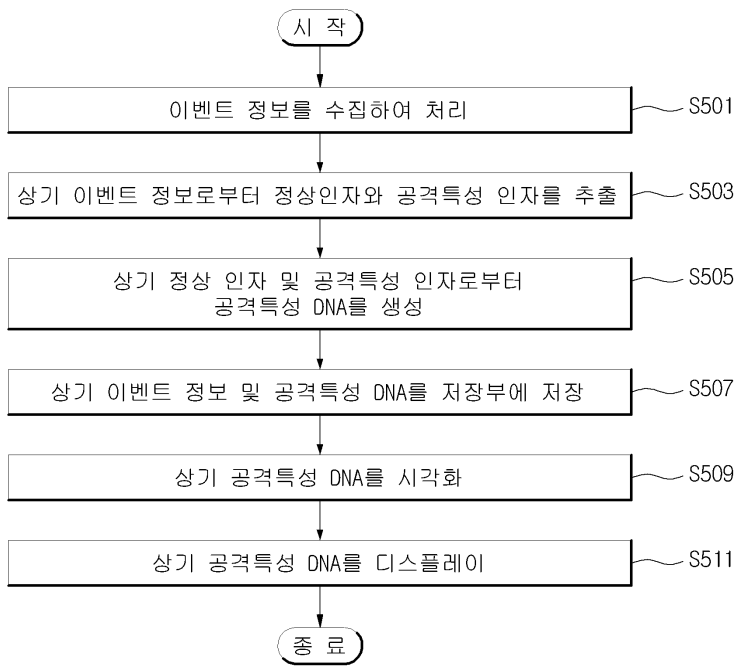 시 작
이벤트 정보를 수집하여 처리
S501
상기 이벤트 정보로부터 정상인자와 공격특성 인자를 추출
S503
상기 정상 인자 및 공격특성 인자로부터
공격특성 DNA를 생성
S505
상기 이벤트 정보 및 공격특성 DNA를 저장부에 저장
S507
상기 공격특성 DNA를 시각화
S509
상기 공격특성 DNA를 디스플레이
S511
종 료